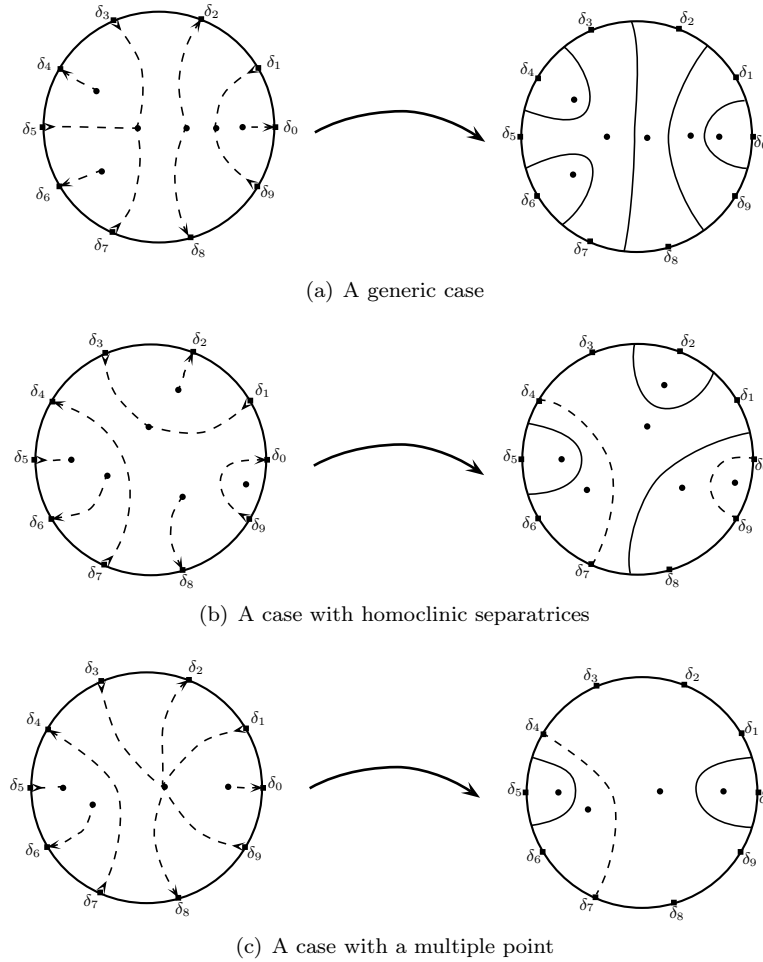 δ3 δ2 δ3 δ2
δ4 δ1 δ4 δ1
δ5 δ0 δ5
δ6 δ9 δ6 δ9
δ7 δ8 δ7 δ8
(a) A generic case
δ3 δ2 δ3 δ2
δ4 δ1 δ4 δ1
δ5 δ0 δ5
δ6 δ9 δ6 δ9
δ7 δ8 δ7 δ8
(b) A case with homoclinic separatrices
δ3 δ2 δ3 δ2
δ4 δ1 δ4 δ1
δ5 δ0 δ5
δ6 δ9 δ6 δ9
δ7 δ8 δ7 δ8
(c) A case with a multiple point